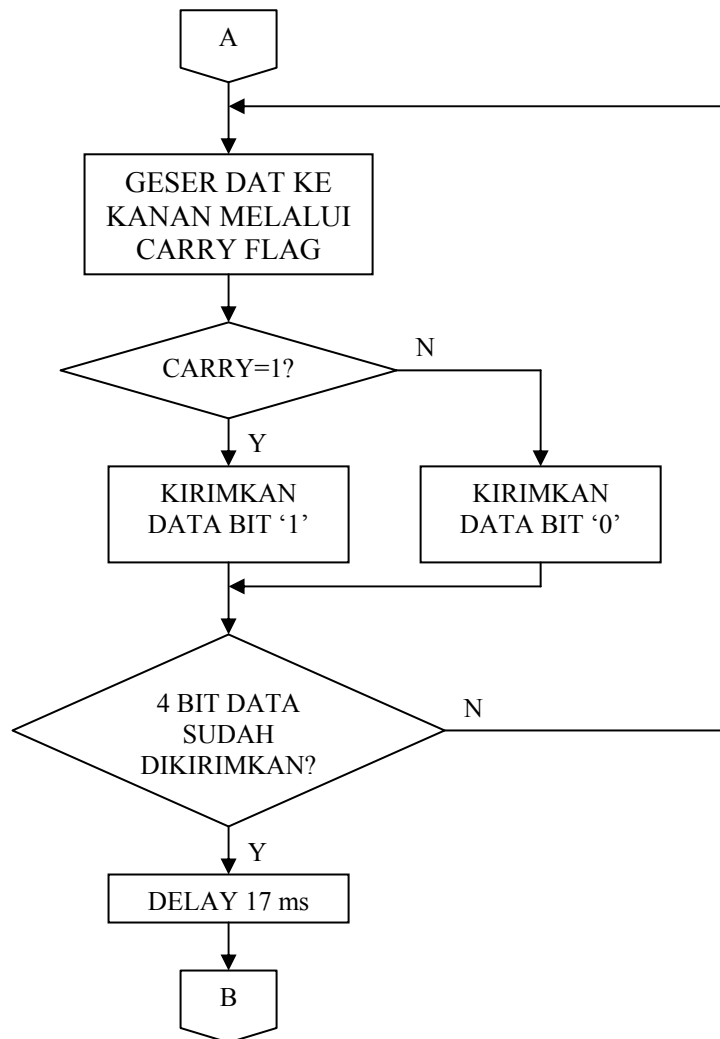 A
GESER DAT KE
KANAN MELALUI
CARRY FLAG
CARRY=1?
N
Y
KIRIMKAN
DATA BIT ‘1’
KIRIMKAN
DATA BIT ‘0’
4 BIT DATA
SUDAH
DIKIRIMKAN?
N
Y
DELAY 17 ms
B